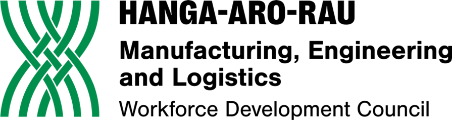 HANGA-ARO-RAU
Manufacturing, Engineering
and Logistics
Workforce Development Council